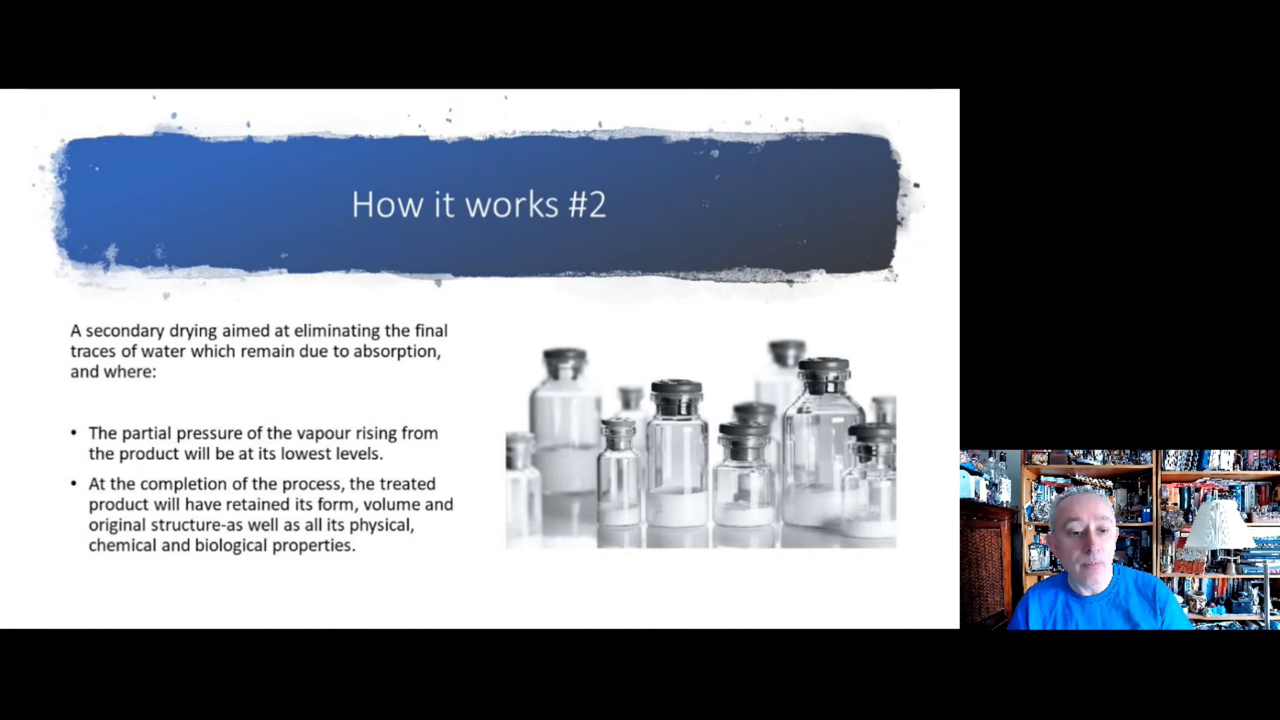 How it works #2
A secondary drying aimed at eliminating the final
traces of water which remain due to absorption,
and where:
• The partial pressure of the vapour rising from
the product will be at its lowest levels.
• At the completion of the process, the treated
product will have retained its form, volume and
original structure-as well as all its physical,
chemical and biological properties.